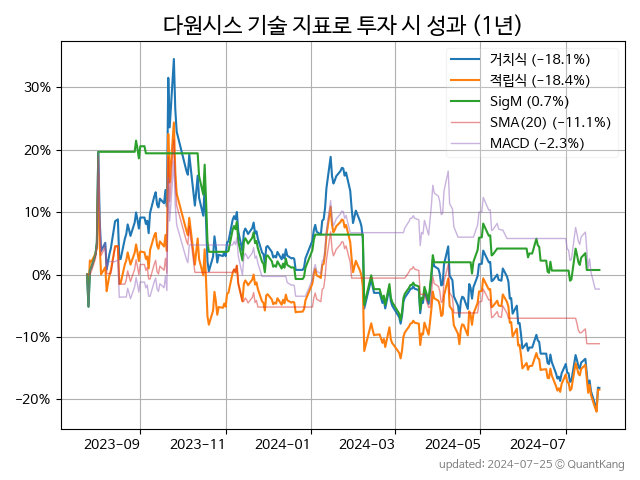 다원시스 기술 지표로 투자 시 성과 (1년)
거치식 (−18.1%)
적립식 (−18.4%)
SigM (0.7%)
SMA(20) (−11.1%)
MACD (−2.3%)
30%
20%
10%
0%
−10%
−20%
2023-09
2023-11
2024-01
2024-03
2024-05
2024-07
updated: 2024-07-25 © QuantKang